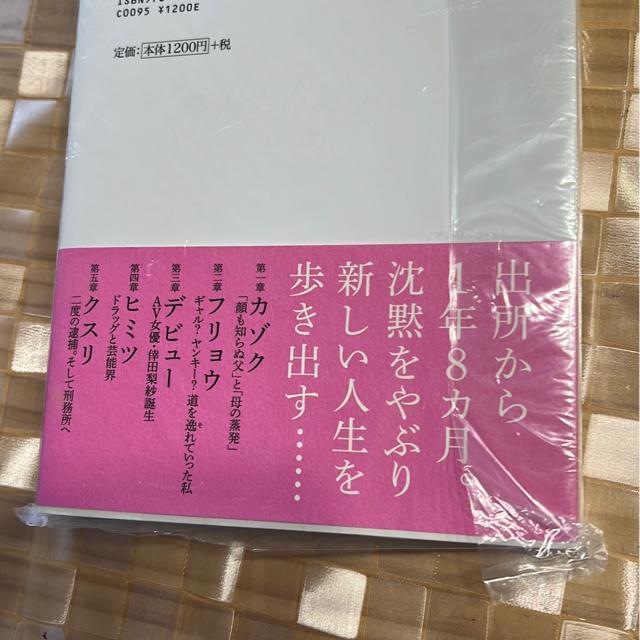 C0095 ¥1200E
定価：本体1200円+税
出所から
1年8カ月。
沈黙をやぶり
新しい人生を
歩き出す……
第一章
カゾク
「顔も知らぬ父」と「母の蒸発」
第二章
フリョウ
ギャル？ヤンキー？道を逸れていった私
そ
第三章
デビュー
AV女優・倖田梨紗誕生
第四章
ヒミツ
ドラッグと芸能界
第五章
クスリ
二度の逮捕。そして刑務所へ